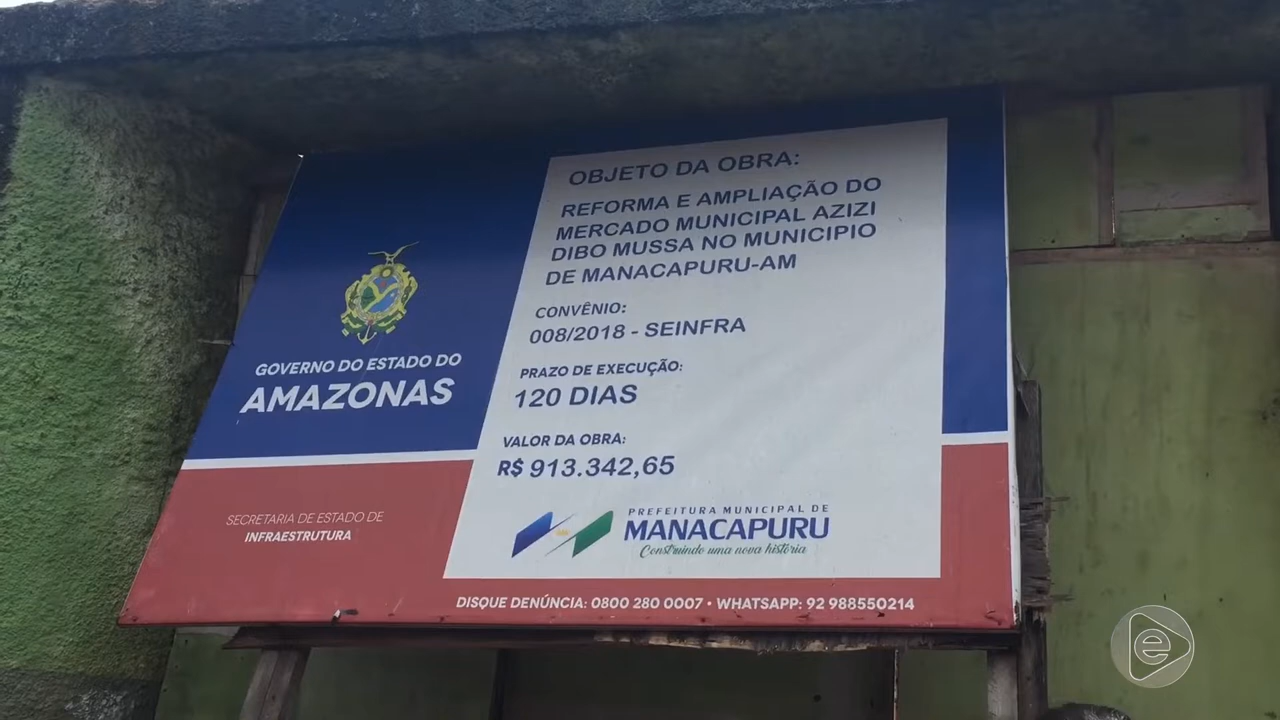 OBJETO DA OBRA:
REFORMA E AMPLIAÇÃO DO
MERCADO MUNICIPAL AZIZI
DIBO MUSSA NO MUNICIPIO
DE MANACAPURU-AM
CONVÊNIO:
008/2018 - SEINFRA
PRAZO DE EXECUÇÃO:
120 DIAS
VALOR DA OBRA:
R$ 913.342,65
PREFEITURA MUNICIPAL DE
MANACAPURU
Construindo uma nova história
GOVERNO DO ESTADO DO
AMAZONAS
SECRETARIA DE ESTADO DE
INFRAESTRUTURA
DISQUE DENÚNCIA: 0800 280 0007 • WHATSAPP: 92 988550214
e